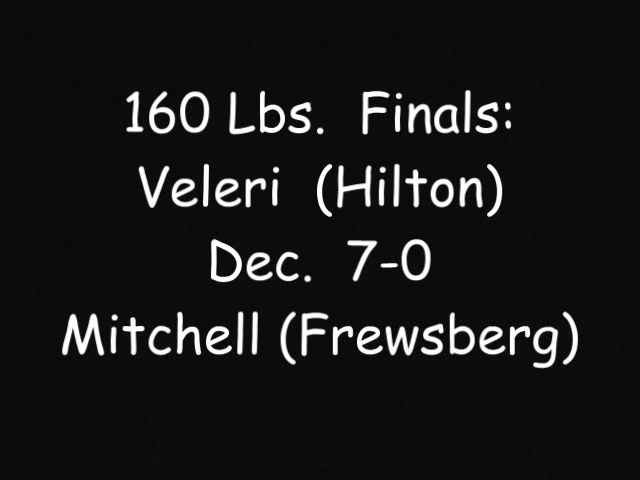 160 Lbs.  Finals:
Veleri  (Hilton)
Dec.  7-0
Mitchell (Frewsberg)